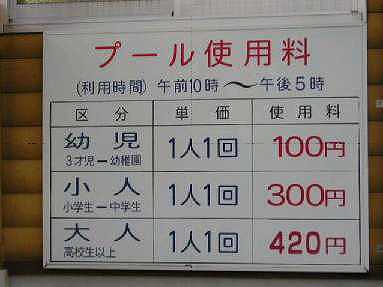 プール使用料
(利用時間) 午前10時〜午後5時
区分 単価 使用料
幼児 1人1回 100円
3才児ー幼稚園
小人 1人1回 300円
小学生ー中学生
大人 1人1回 420円
高校生以上